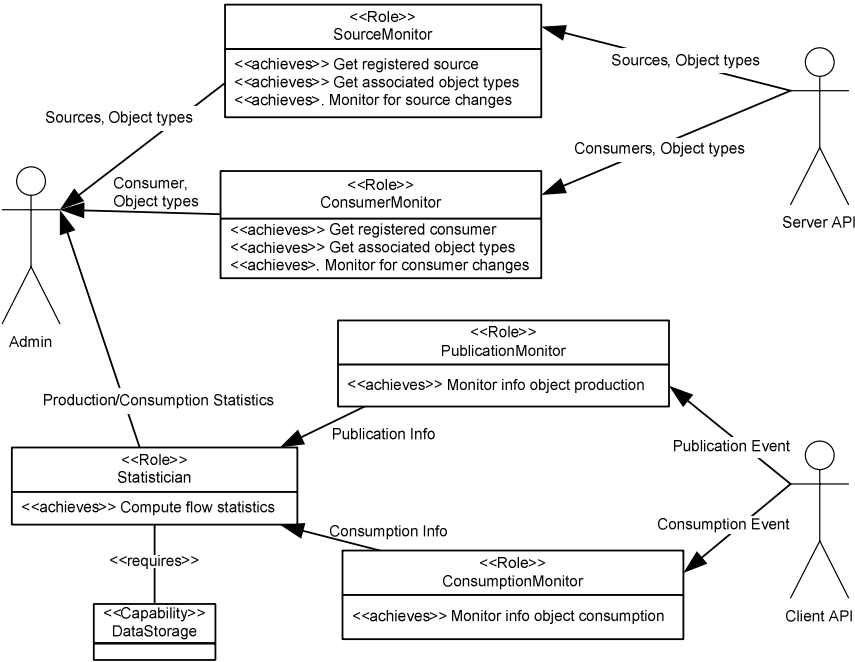 <<Role>>
SourceMonitor
<<achieves>> Get registered source
<<achieves>> Get associated object types
<<achieves>. Monitor for source changes
Sources, Object types
Sources, Object types
Consumers, Object types
Server API
Consumer,
Object types
<<Role>>
ConsumerMonitor
<<achieves>> Get registered consumer
<<achieves>> Get associated object types
<<achieves>. Monitor for consumer changes
Admin
<<Role>>
PublicationMonitor
<<achieves>> Monitor info object production
Production/Consumption Statistics
Publication Info
Publication Event
<<Role>>
Statistician
<<achieves>> Compute flow statistics
Consumption Info
Consumption Event
Client API
<<requires>>
<<Role>>
ConsumptionMonitor
<<achieves>> Monitor info object consumption
<<Capability>>
DataStorage